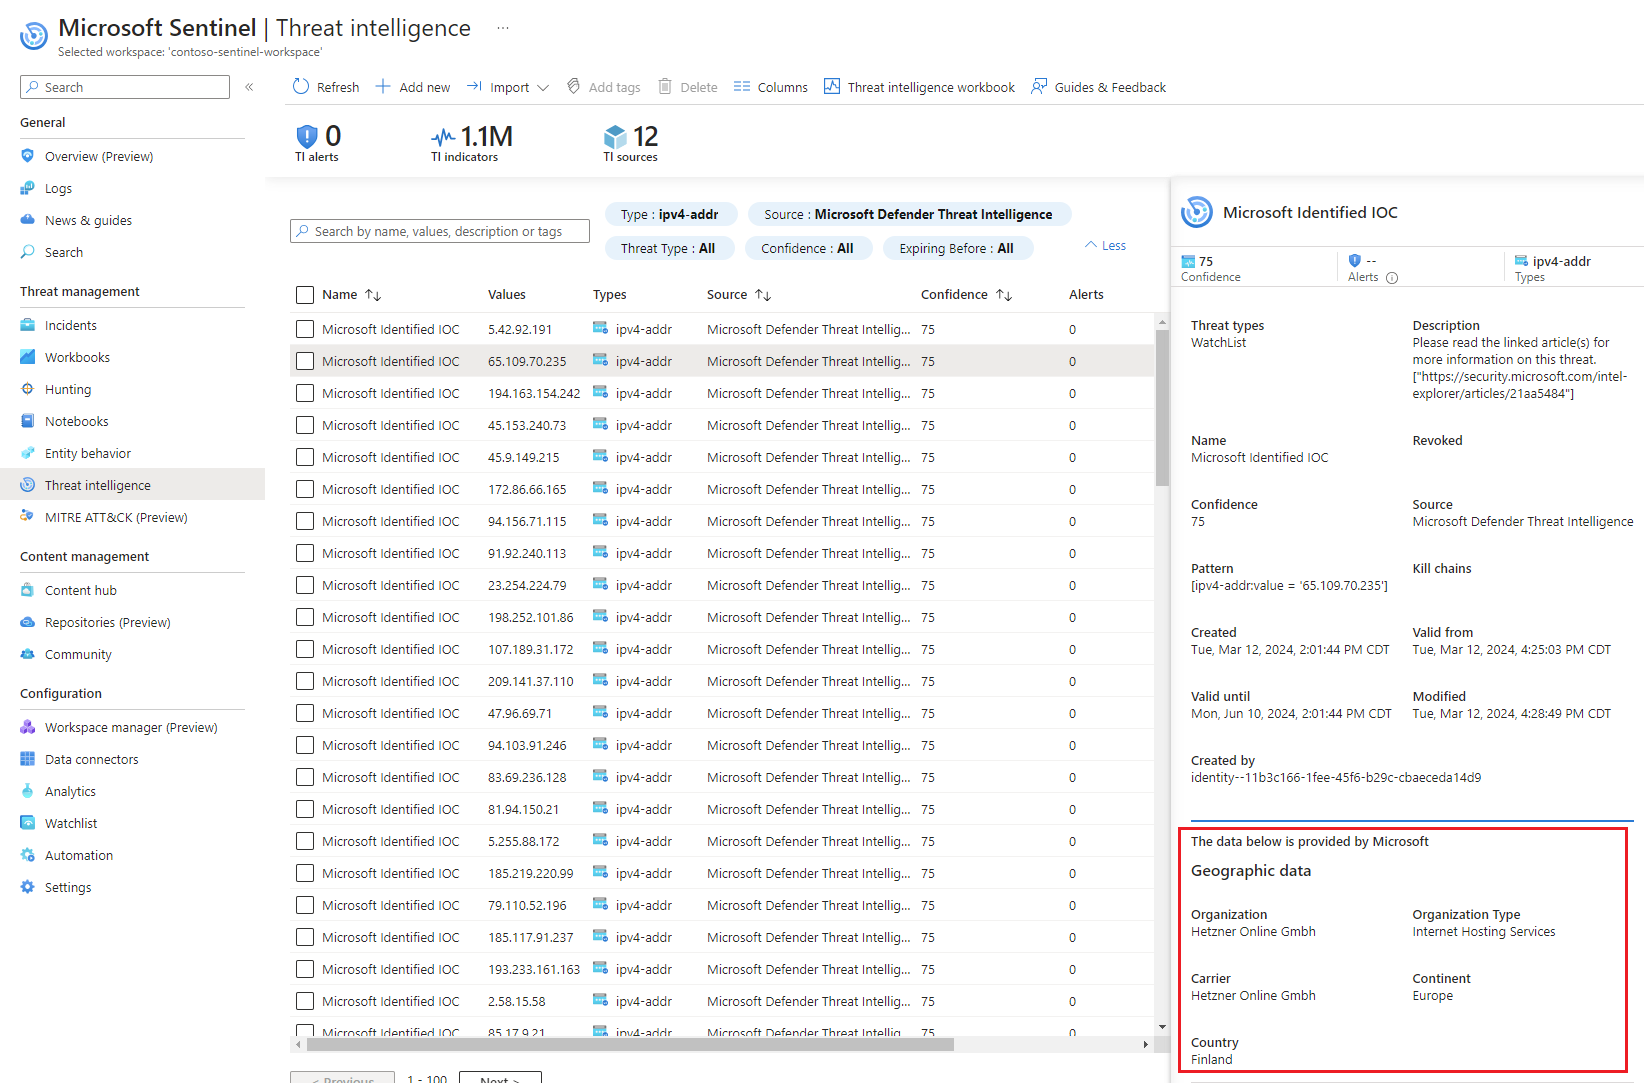 Microsoft Sentinel | Threat intelligence ...
Selected workspace: 'contoso-sentinel-workspace'
Search «
General
Overview (Preview)
Logs
News & guides
Search
Threat management
Incidents
Workbooks
Hunting
Notebooks
Entity behavior
Threat intelligence
MITRE ATT&CK (Preview)
Content management
Content hub
Repositories (Preview)
Community
Configuration
Workspace manager (Preview)
Data connectors
Analytics
Watchlist
Automation
Settings
Refresh Add new Import Add tags Delete Columns Threat intelligence workbook Guides & Feedback
0 1.1M 12
TI alerts TI indicators TI sources
Search by name, values, description or tags
Type : ipv4-addr Source : Microsoft Defender Threat Intelligence
Threat Type : All Confidence : All Expiring Before : All Less
Name Values Types Source Confidence Alerts
Microsoft Identified IOC 5.42.92.191 ipv4-addr Microsoft Defender Threat Intellig... 75 0
Microsoft Identified IOC 65.109.70.235 ipv4-addr Microsoft Defender Threat Intellig... 75 0
Microsoft Identified IOC 194.163.154.242 ipv4-addr Microsoft Defender Threat Intellig... 75 0
Microsoft Identified IOC 45.153.240.73 ipv4-addr Microsoft Defender Threat Intellig... 75 0
Microsoft Identified IOC 45.9.149.215 ipv4-addr Microsoft Defender Threat Intellig... 75 0
Microsoft Identified IOC 172.86.66.165 ipv4-addr Microsoft Defender Threat Intellig... 75 0
Microsoft Identified IOC 94.156.71.115 ipv4-addr Microsoft Defender Threat Intellig... 75 0
Microsoft Identified IOC 91.92.240.113 ipv4-addr Microsoft Defender Threat Intellig... 75 0
Microsoft Identified IOC 23.254.224.79 ipv4-addr Microsoft Defender Threat Intellig... 75 0
Microsoft Identified IOC 198.252.101.86 ipv4-addr Microsoft Defender Threat Intellig... 75 0
Microsoft Identified IOC 107.189.31.172 ipv4-addr Microsoft Defender Threat Intellig... 75 0
Microsoft Identified IOC 209.141.37.110 ipv4-addr Microsoft Defender Threat Intellig... 75 0
Microsoft Identified IOC 47.96.69.71 ipv4-addr Microsoft Defender Threat Intellig... 75 0
Microsoft Identified IOC 94.103.91.246 ipv4-addr Microsoft Defender Threat Intellig... 75 0
Microsoft Identified IOC 83.69.236.128 ipv4-addr Microsoft Defender Threat Intellig... 75 0
Microsoft Identified IOC 81.94.150.21 ipv4-addr Microsoft Defender Threat Intellig... 75 0
Microsoft Identified IOC 5.255.88.172 ipv4-addr Microsoft Defender Threat Intellig... 75 0
Microsoft Identified IOC 185.219.220.99 ipv4-addr Microsoft Defender Threat Intellig... 75 0
Microsoft Identified IOC 79.110.52.196 ipv4-addr Microsoft Defender Threat Intellig... 75 0
Microsoft Identified IOC 185.117.91.237 ipv4-addr Microsoft Defender Threat Intellig... 75 0
Microsoft Identified IOC 193.233.161.163 ipv4-addr Microsoft Defender Threat Intellig... 75 0
Microsoft Identified IOC 2.58.15.58 ipv4-addr Microsoft Defender Threat Intellig... 75 0
Microsoft Identified IOC 85.17.9.21 ipv4-addr Microsoft Defender Threat Intellig... 75 0
< Previous 1 - 100 Next >
Microsoft Identified IOC
75 -- ipv4-addr
Confidence Alerts Types
Threat types
WatchList
Description
Please read the linked article(s) for
more information on this threat.
["https://security.microsoft.com/intel-
explorer/articles/21aa5484"]
Name
Microsoft Identified IOC
Revoked
Confidence
75
Source
Microsoft Defender Threat Intelligence
Pattern
[ipv4-addr:value = '65.109.70.235']
Kill chains
Created
Tue, Mar 12, 2024, 2:01:44 PM CDT
Valid from
Tue, Mar 12, 2024, 4:25:03 PM CDT
Valid until
Mon, Jun 10, 2024, 2:01:44 PM CDT
Modified
Tue, Mar 12, 2024, 4:28:49 PM CDT
Created by
identity--11b3c166-1fee-45f6-b29c-cbaeceda14d9
The data below is provided by Microsoft
Geographic data
Organization
Hetzner Online Gmbh
Organization Type
Internet Hosting Services
Carrier
Hetzner Online Gmbh
Continent
Europe
Country
Finland